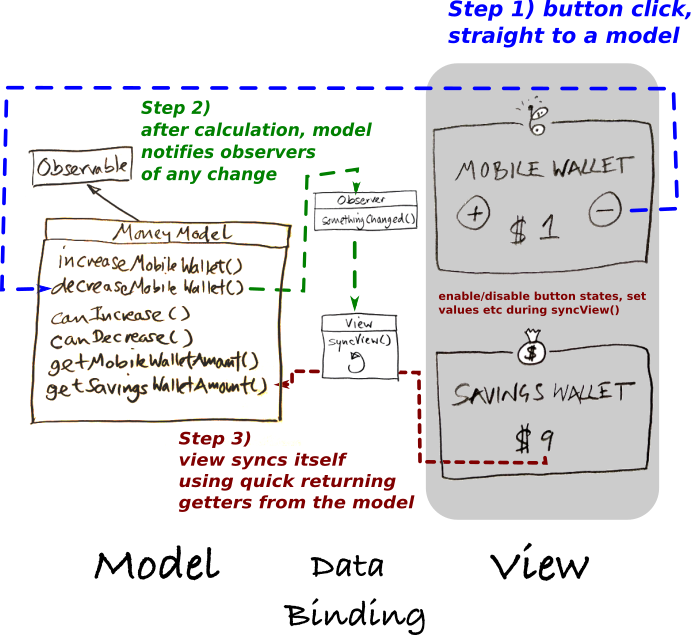 Step 1) button click,
straight to a model
Step 2)
after calculation, model
notifies observers
of any change
Observable
Observer
somethingChanged()
MOBILE WALLET
+
-
$ 1
MoneyModel
increaseMobileWallet()
decreaseMobileWallet()
canIncrease()
canDecrease()
getMobileWalletAmount()
getSavingsWalletAmount()
View
syncView()
enable/disable button states, set
values etc during syncView()
$
SAVINGS WALLET
$ 9
Step 3)
view syncs itself
using quick returning
getters from the model
Model
Data
Binding
View